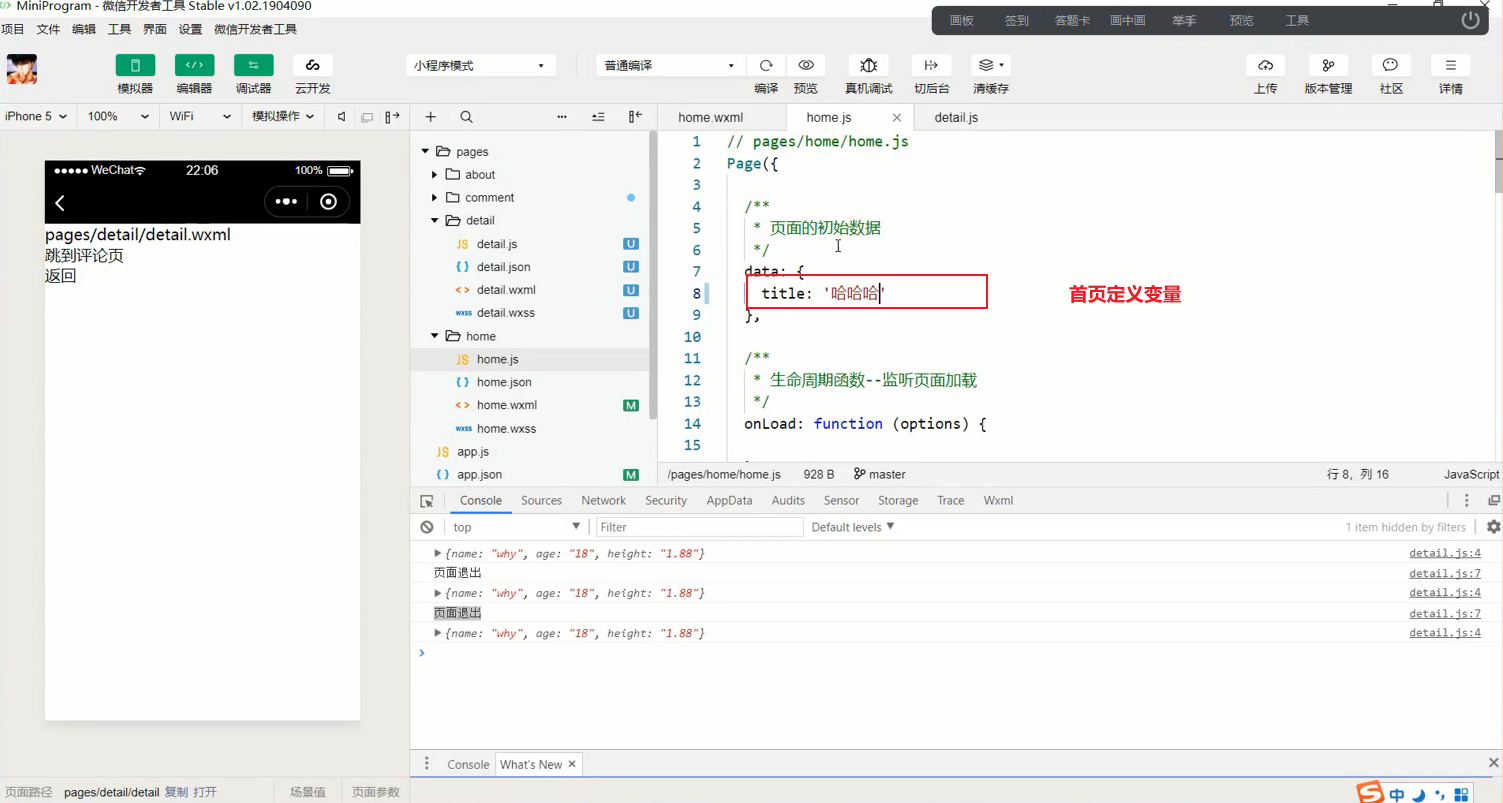 MiniProgram - 微信开发者工具 Stable v1.02.1904090
项目 文件 编辑 工具 界面 设置 微信开发者工具
画板 签到 答题卡 画中画 举手 预览 工具
小程序模式 普通编译
模拟器 编辑器 调试器 云开发 编译 预览 真机调试 切后台 清缓存 上传 版本管理 社区 详情
iPhone 5 100% WiFi 模拟操作
home.wxml home.js detail.js
WeChat 22:06 100%
pages/detail/detail.wxml
跳到评论页
返回
pages
about
comment
detail
JS detail.js U
{} detail.json U
<> detail.wxml U
wxss detail.wxss U
home
JS home.js
{} home.json
<> home.wxml M
wxss home.wxss
JS app.js
{} app.json M
1 // pages/home/home.js
2 Page({
3
4 /**
5 * 页面的初始数据
6 */
7 data: {
8 title: '哈哈哈'
9 },
10
11 /**
12 * 生命周期函数--监听页面加载
13 */
14 onLoad: function (options) {
15
首页定义变量
/pages/home/home.js 928 B master 行 8，列 16 JavaScript
Console Sources Network Security AppData Audits Sensor Storage Trace Wxml
top Filter Default levels 1 item hidden by filters
{name: "why", age: "18", height: "1.88"} detail.js:4
页面退出 detail.js:7
{name: "why", age: "18", height: "1.88"} detail.js:4
页面退出 detail.js:7
{name: "why", age: "18", height: "1.88"} detail.js:4
Console What's New
页面路径 pages/detail/detail 复制 打开 场景值 页面参数
中